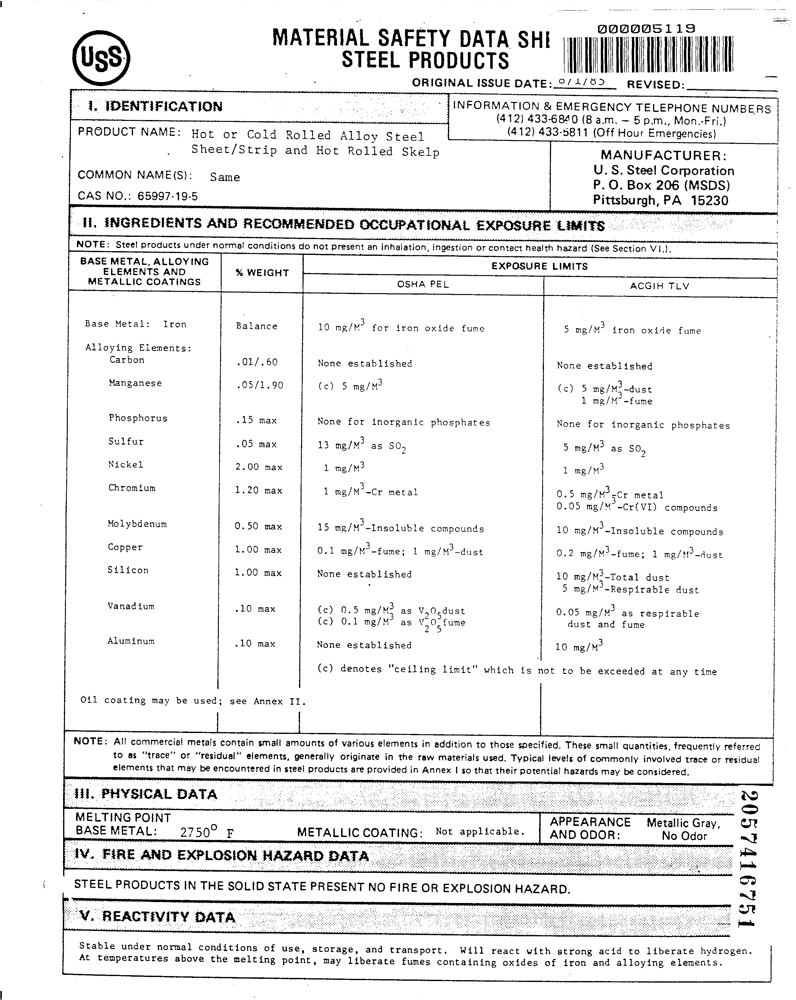 USS
MATERIAL SAFETY DATA SHE
STEEL PRODUCTS
000005119
ORIGINAL ISSUE DATE: 8/1/85 REVISED:
I. IDENTIFICATION
INFORMATION & EMERGENCY TELEPHONE NUMBERS
(412) 433-6840 (8 a.m. – 5 p.m., Mon.-Fri.)
(412) 433-5811 (Off Hour Emergencies)
PRODUCT NAME: Hot or Cold Rolled Alloy Steel
Sheet/Strip and Hot Rolled Skelp
COMMON NAME(S): Same
CAS NO.: 65997-19-5
MANUFACTURER:
U. S. Steel Corporation
P. O. Box 206 (MSDS)
Pittsburgh, PA 15230
II. INGREDIENTS AND RECOMMENDED OCCUPATIONAL EXPOSURE LIMITS
NOTE: Steel products under normal conditions do not present an inhalation, ingestion or contact health hazard (See Section VI.).
BASE METAL, ALLOYING
ELEMENTS AND
METALLIC COATINGS
% WEIGHT
EXPOSURE LIMITS
OSHA PEL
ACGIH TLV
Base Metal: Iron Balance 10 mg/M³ for iron oxide fume 5 mg/M³ iron oxide fume
Alloying Elements:
Carbon .01/.60 None established None established
Manganese .05/1.90 (c) 5 mg/M³ (c) 5 mg/M³-dust
1 mg/M³-fume
Phosphorus .15 max None for inorganic phosphates None for inorganic phosphates
Sulfur .05 max 13 mg/M³ as SO₂ 5 mg/M³ as SO₂
Nickel 2.00 max 1 mg/M³ 1 mg/M³
Chromium 1.20 max 1 mg/M³-Cr metal 0.5 mg/M³-Cr metal
0.05 mg/M³-Cr(VI) compounds
Molybdenum 0.50 max 15 mg/M³-Insoluble compounds 10 mg/M³-Insoluble compounds
Copper 1.00 max 0.1 mg/M³-fume; 1 mg/M³-dust 0.2 mg/M³-fume; 1 mg/M³-dust
Silicon 1.00 max None established 10 mg/M³-Total dust
5 mg/M³-Respirable dust
Vanadium .10 max (c) 0.5 mg/M³ as V₂O₅dust 0.05 mg/M³ as respirable
(c) 0.1 mg/M³ as V₂O₅fume dust and fume
Aluminum .10 max None established 10 mg/M³
(c) denotes "ceiling limit" which is not to be exceeded at any time
Oil coating may be used; see Annex II.
NOTE: All commercial metals contain small amounts of various elements in addition to those specified. These small quantities, frequently referred
to as "trace" or "residual" elements, generally originate in the raw materials used. Typical levels of commonly involved trace or residual
elements that may be encountered in steel products are provided in Annex I so that their potential hazards may be considered.
III. PHYSICAL DATA
MELTING POINT
BASE METAL: 2750° F
METALLIC COATING: Not applicable.
APPEARANCE Metallic Gray,
AND ODOR: No Odor
IV. FIRE AND EXPLOSION HAZARD DATA
STEEL PRODUCTS IN THE SOLID STATE PRESENT NO FIRE OR EXPLOSION HAZARD.
V. REACTIVITY DATA
Stable under normal conditions of use, storage, and transport. Will react with strong acid to liberate hydrogen.
At temperatures above the melting point, may liberate fumes containing oxides of iron and alloying elements.
2057416751